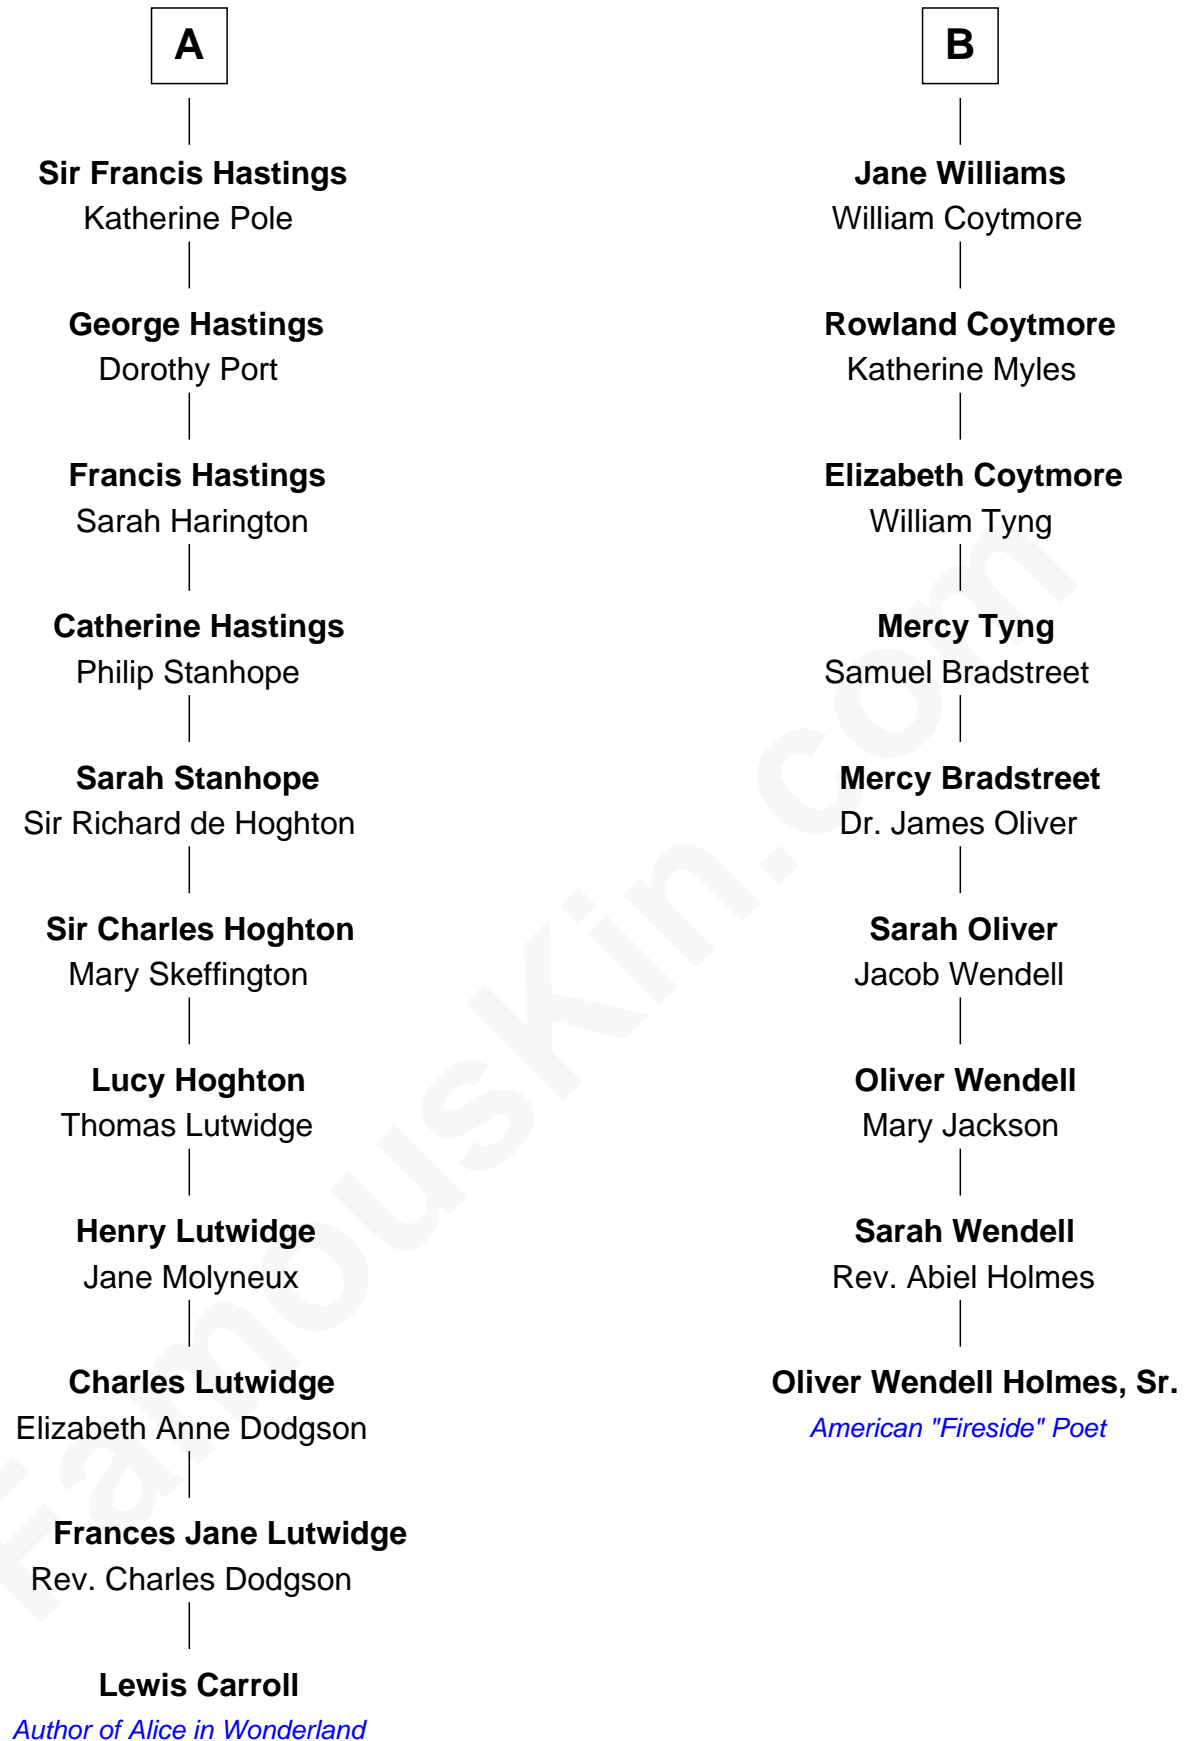 A
Sir Francis Hastings
Katherine Pole
George Hastings
Dorothy Port
Francis Hastings
Sarah Harington
Catherine Hastings
Philip Stanhope
Sarah Stanhope
Sir Richard de Hoghton
Sir Charles Hoghton
Mary Skeffington
Lucy Hoghton
Thomas Lutwidge
Henry Lutwidge
Jane Molyneux
Charles Lutwidge
Elizabeth Anne Dodgson
Frances Jane Lutwidge
Rev. Charles Dodgson
Lewis Carroll
Author of Alice in Wonderland
B
Jane Williams
William Coytmore
Rowland Coytmore
Katherine Myles
Elizabeth Coytmore
William Tyng
Mercy Tyng
Samuel Bradstreet
Mercy Bradstreet
Dr. James Oliver
Sarah Oliver
Jacob Wendell
Oliver Wendell
Mary Jackson
Sarah Wendell
Rev. Abiel Holmes
Oliver Wendell Holmes, Sr.
American "Fireside" Poet
FamousKin.com